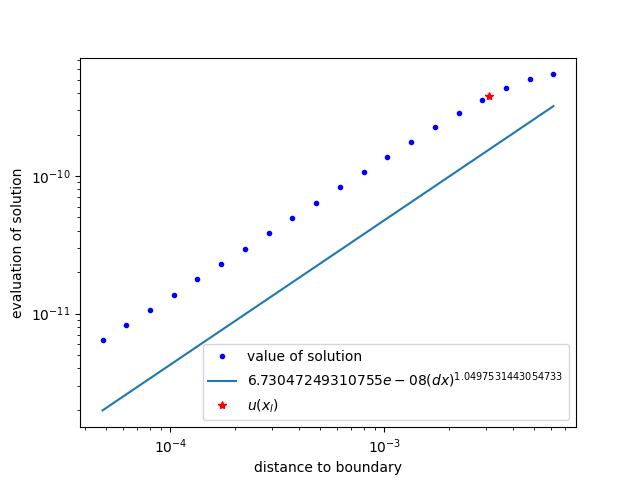 evaluation of solution
10⁻¹⁰
10⁻¹¹
10⁻⁴
10⁻³
distance to boundary
value of solution
6.73047249310755e − 08(dx)^1.0497531443054733
u(x_l)